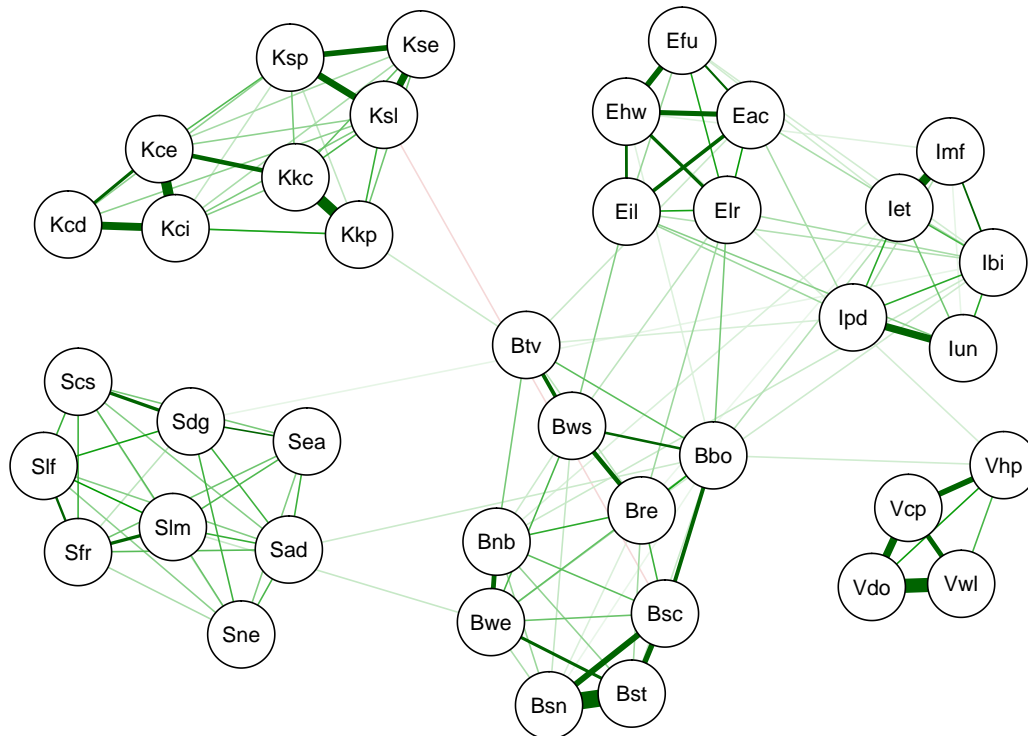 Efu
Kse
Ksp
Ehw
Ksl
Eac
Kce
Imf
Kkc
Iet
Eil
Elr
Kcd
Kci
Kkp
Ibi
Ipd
Btv
Iun
Scs
Sdg
Bws
Sea
Bbo
Slf
Vhp
Vcp
Bre
Slm
Bnb
Sfr
Sad
Vdo
Vwl
Bsc
Bwe
Sne
Bst
Bsn